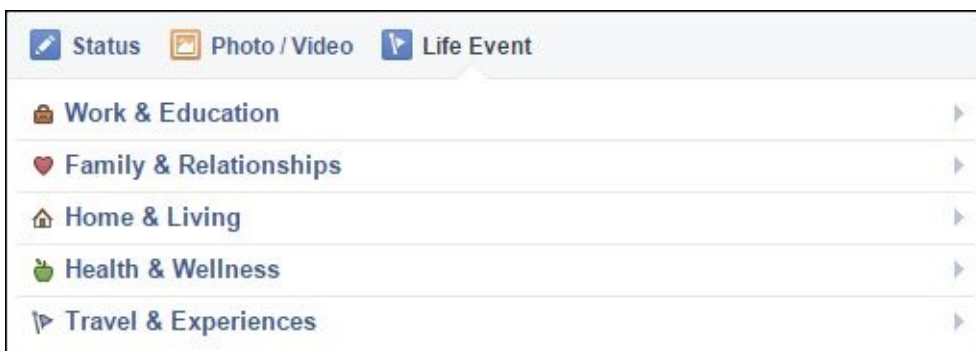 Status Photo / Video Life Event
Work & Education
Family & Relationships
Home & Living
Health & Wellness
Travel & Experiences